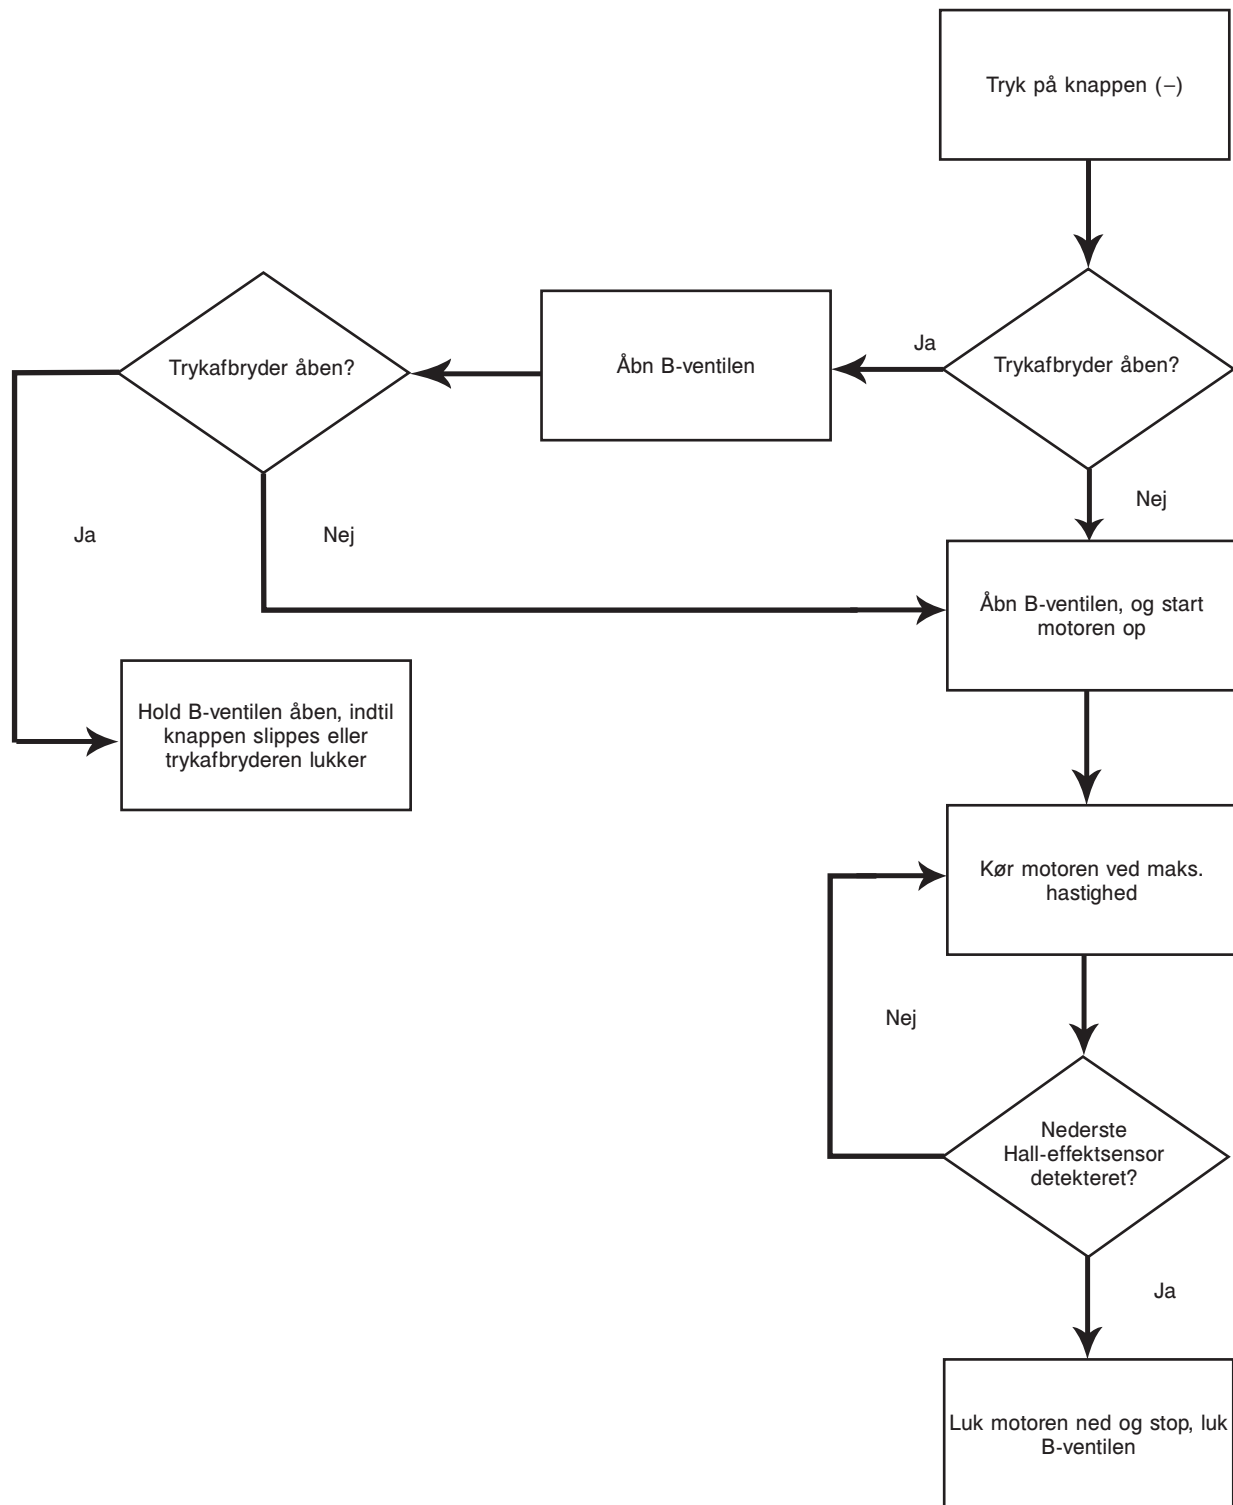 Tryk på knappen (–)
Trykafbryder åben?
Ja
Åbn B-ventilen
Trykafbryder åben?
Nej
Ja
Nej
Åbn B-ventilen, og start
motoren op
Hold B-ventilen åben, indtil
knappen slippes eller
trykafbryderen lukker
Kør motoren ved maks.
hastighed
Nej
Nederste
Hall-effektsensor
detekteret?
Ja
Luk motoren ned og stop, luk
B-ventilen